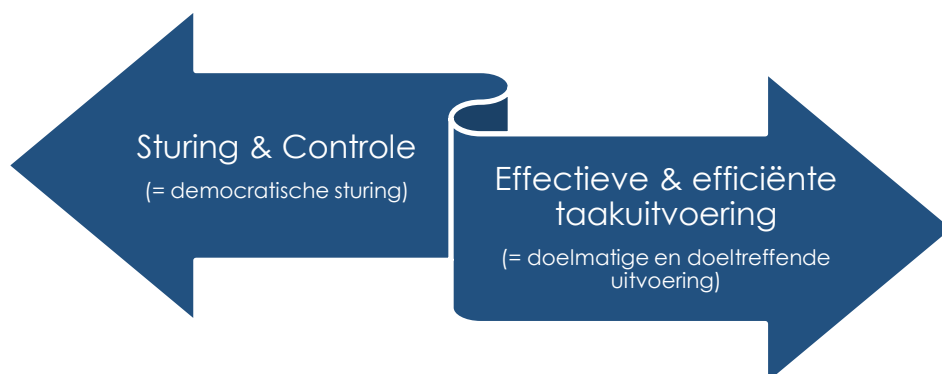 Sturing & Controle
(= democratische sturing)
Effectieve & efficiënte
taakuitvoering
(= doelmatige en doeltreffende
uitvoering)